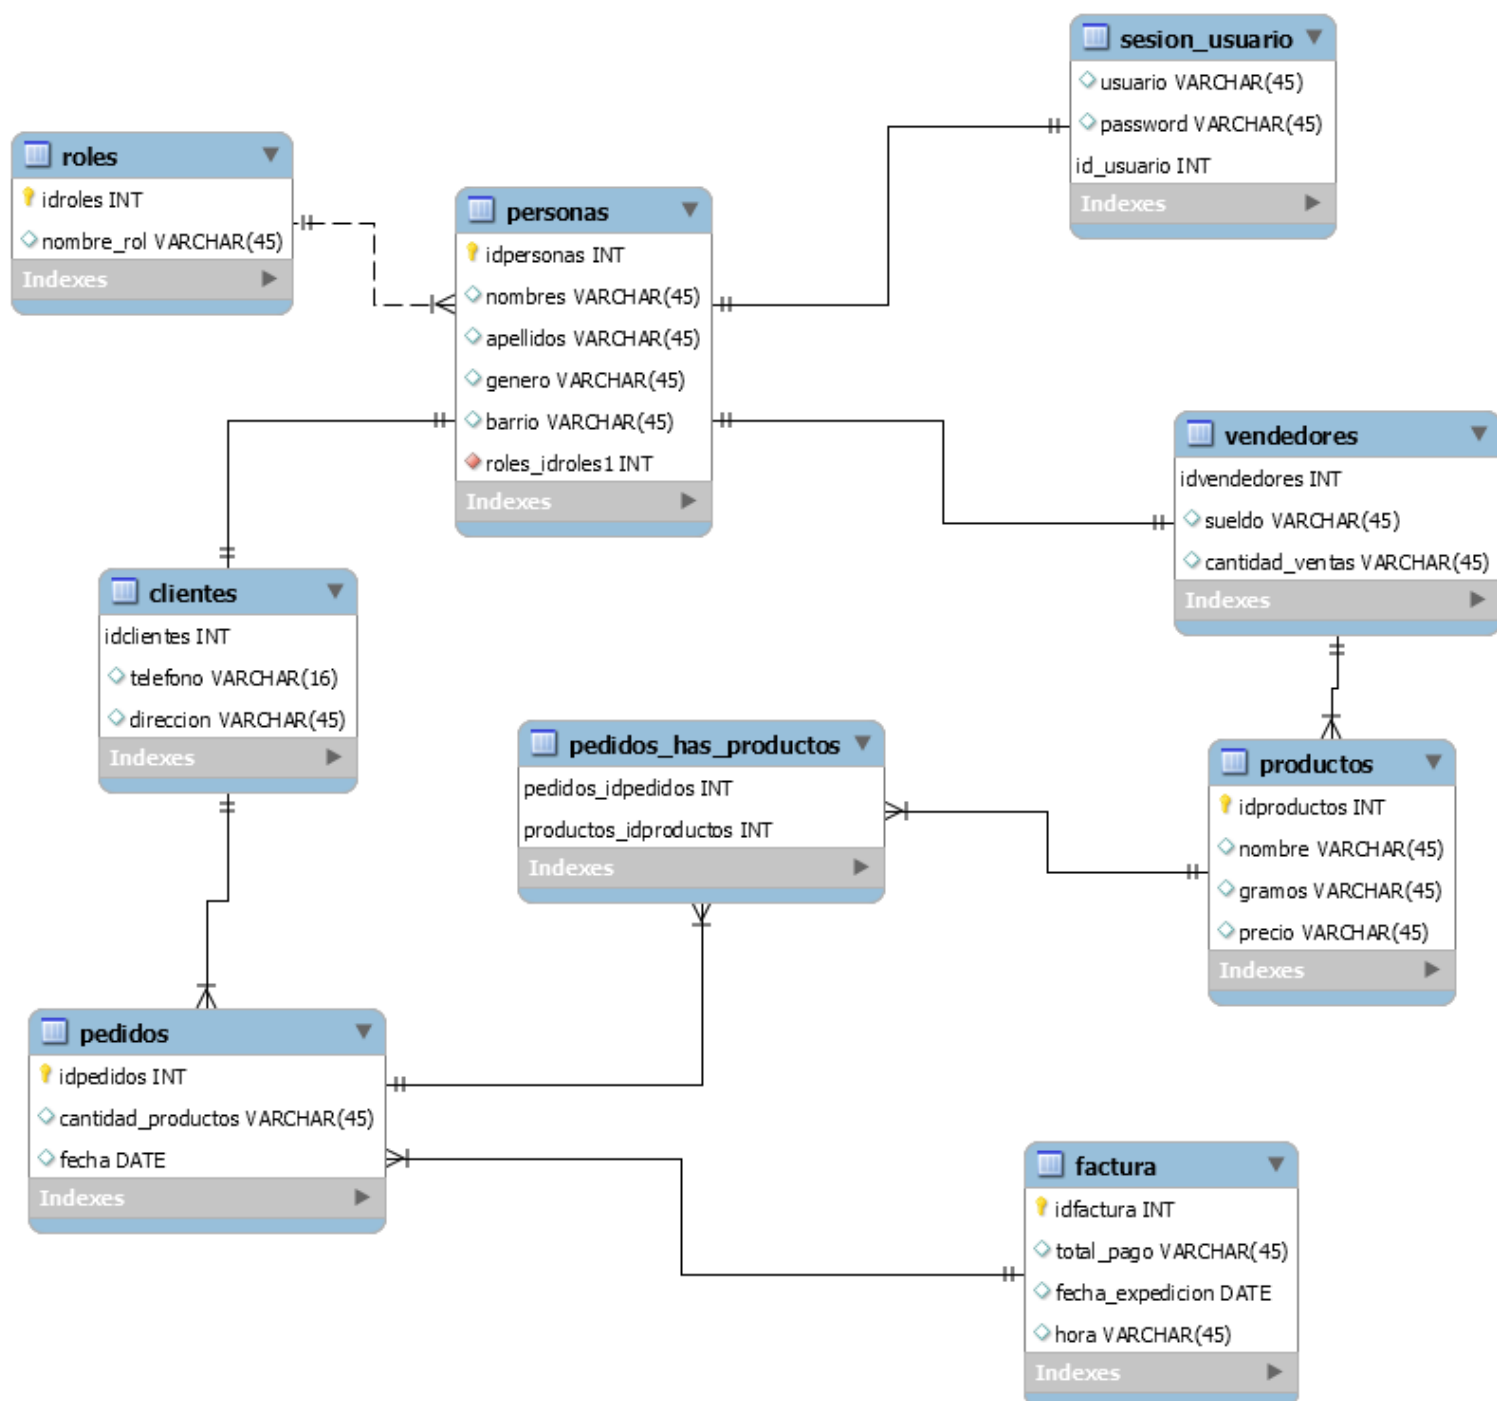 sesion_usuario
usuario VARCHAR(45)
password VARCHAR(45)
id_usuario INT
Indexes
roles
idroles INT
nombre_rol VARCHAR(45)
Indexes
personas
idpersonas INT
nombres VARCHAR(45)
apellidos VARCHAR(45)
genero VARCHAR(45)
barrio VARCHAR(45)
roles_idroles1 INT
Indexes
vendedores
idvendedores INT
sueldo VARCHAR(45)
cantidad_ventas VARCHAR(45)
Indexes
clientes
idclientes INT
telefono VARCHAR(16)
direccion VARCHAR(45)
Indexes
pedidos_has_productos
pedidos_idpedidos INT
productos_idproductos INT
Indexes
productos
idproductos INT
nombre VARCHAR(45)
gramos VARCHAR(45)
precio VARCHAR(45)
Indexes
pedidos
idpedidos INT
cantidad_productos VARCHAR(45)
fecha DATE
Indexes
factura
idfactura INT
total_pago VARCHAR(45)
fecha_expedicion DATE
hora VARCHAR(45)
Indexes